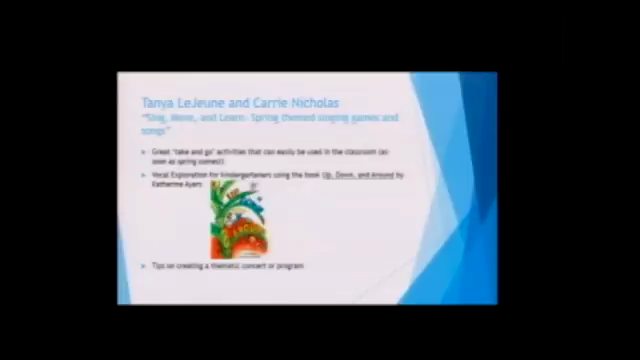 Tanya LeJeune and Carrie Nicholas
"Sing, Move, and Learn- Spring themed singing games and
songs"
Great "take and go" activities that can easily be used in the classroom (as
soon as spring comes!)
Vocal Exploration for kindergarteners using the book Up, Down, and Around by
Katherine Ayers
Tips on creating a thematic concert or program